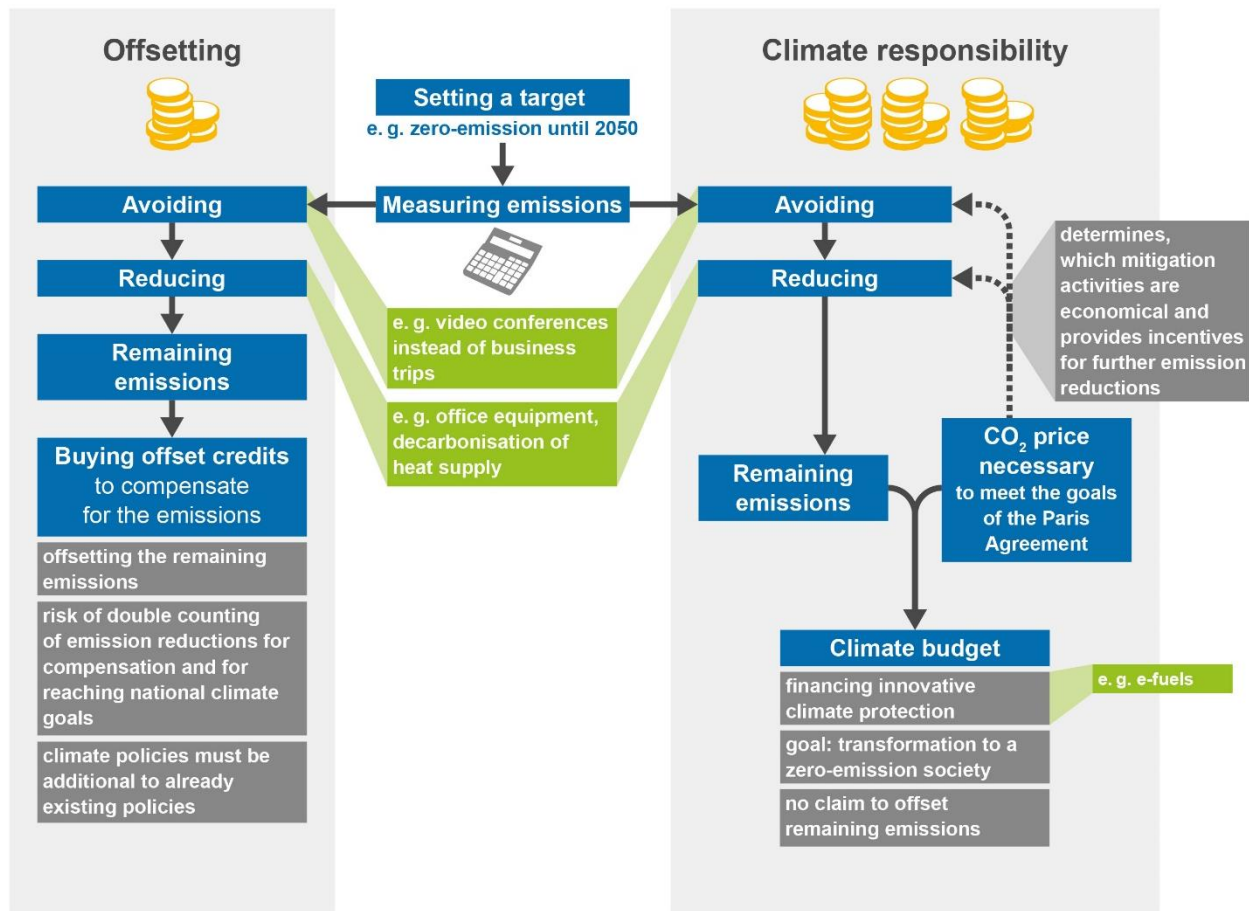 Offsetting
Avoiding
Reducing
Remaining
emissions
Buying offset credits
to compensate
for the emissions
offsetting the remaining
emissions
risk of double counting
of emission reductions for
compensation and for
reaching national climate
goals
climate policies must be
additional to already
existing policies
Setting a target
e. g. zero-emission until 2050
Measuring emissions
e. g. video conferences
instead of business
trips
e. g. office equipment,
decarbonisation of
heat supply
Climate responsibility
Avoiding
Reducing
Remaining
emissions
determines,
which mitigation
activities are
economical and
provides incentives
for further emission
reductions
CO₂ price
necessary
to meet the goals
of the Paris
Agreement
Climate budget
financing innovative
climate protection
e. g. e-fuels
goal: transformation to a
zero-emission society
no claim to offset
remaining emissions